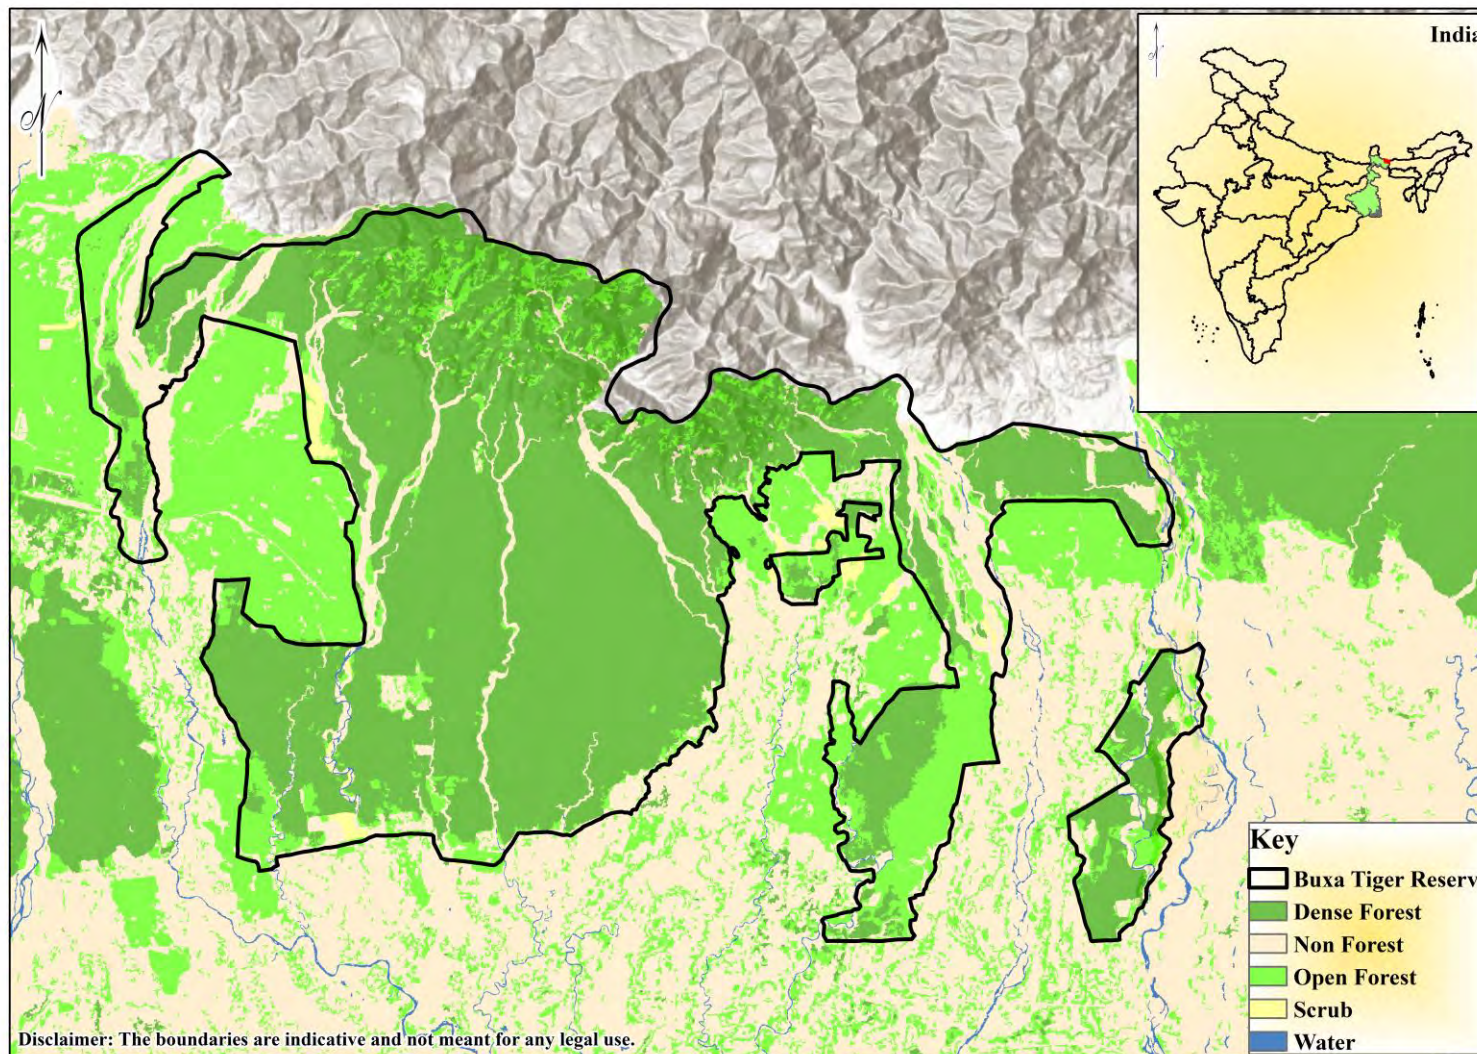 India
Key
Buxa Tiger Reserv
Dense Forest
Non Forest
Open Forest
Scrub
Water
Disclaimer: The boundaries are indicative and not meant for any legal use.